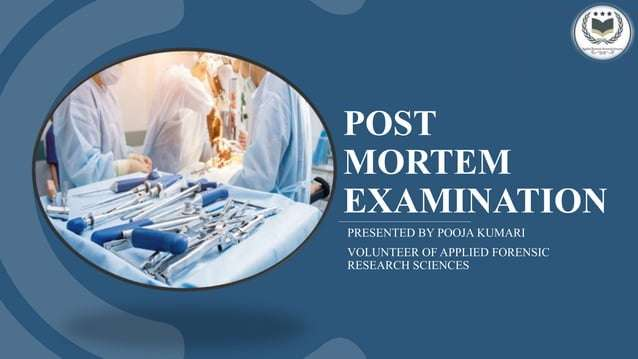 POST
MORTEM
EXAMINATION
PRESENTED BY POOJA KUMARI
VOLUNTEER OF APPLIED FORENSIC
RESEARCH SCIENCES